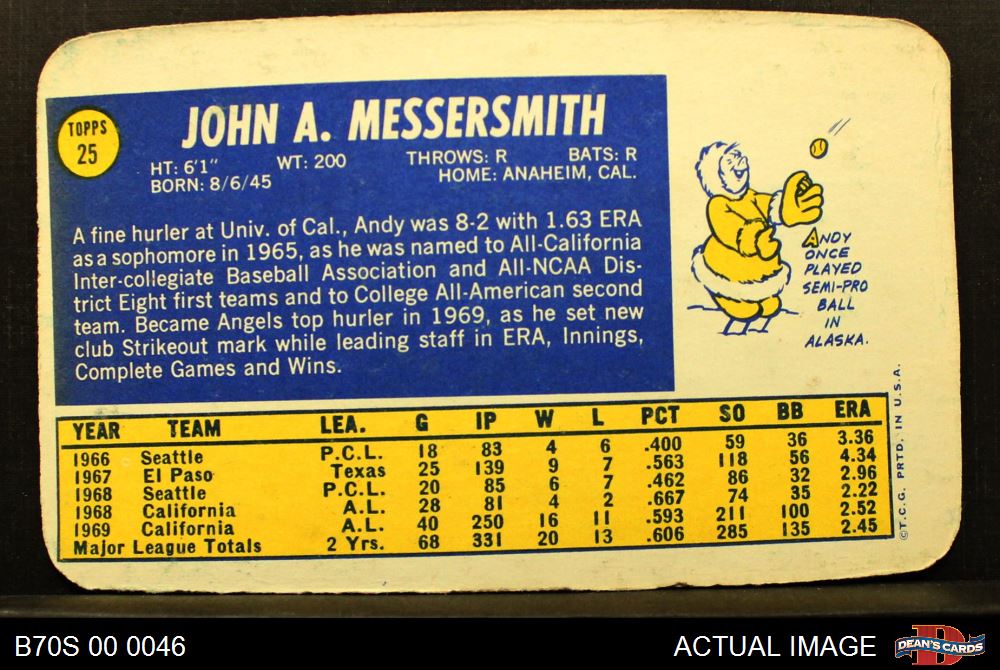 TOPPS
25
JOHN A. MESSERSMITH
HT: 6'1" WT: 200 THROWS: R BATS: R
BORN: 8/6/45 HOME: ANAHEIM, CAL.
A fine hurler at Univ. of Cal., Andy was 8-2 with 1.63 ERA
as a sophomore in 1965, as he was named to All-California
Inter-collegiate Baseball Association and All-NCAA Dis-
trict Eight first teams and to College All-American second
team. Became Angels top hurler in 1969, as he set new
club Strikeout mark while leading staff in ERA, Innings,
Complete Games and Wins.
ANDY
ONCE
PLAYED
SEMI-PRO
BALL
IN
ALASKA.
YEAR TEAM LEA. G IP W L PCT SO BB ERA
1966 Seattle P.C.L. 18 83 4 6 .400 59 36 3.36
1967 El Paso Texas 25 139 9 7 .563 118 56 4.34
1968 Seattle P.C.L. 20 85 6 7 .462 86 32 2.96
1968 California A.L. 28 81 4 2 .667 74 35 2.22
1969 California A.L. 40 250 16 11 .593 211 100 2.52
Major League Totals 2 Yrs. 68 331 20 13 .606 285 135 2.45
©T.C.G. PRTD. IN U.S.A.
B70S 00 0046
ACTUAL IMAGE
D
DEAN'S CARDS